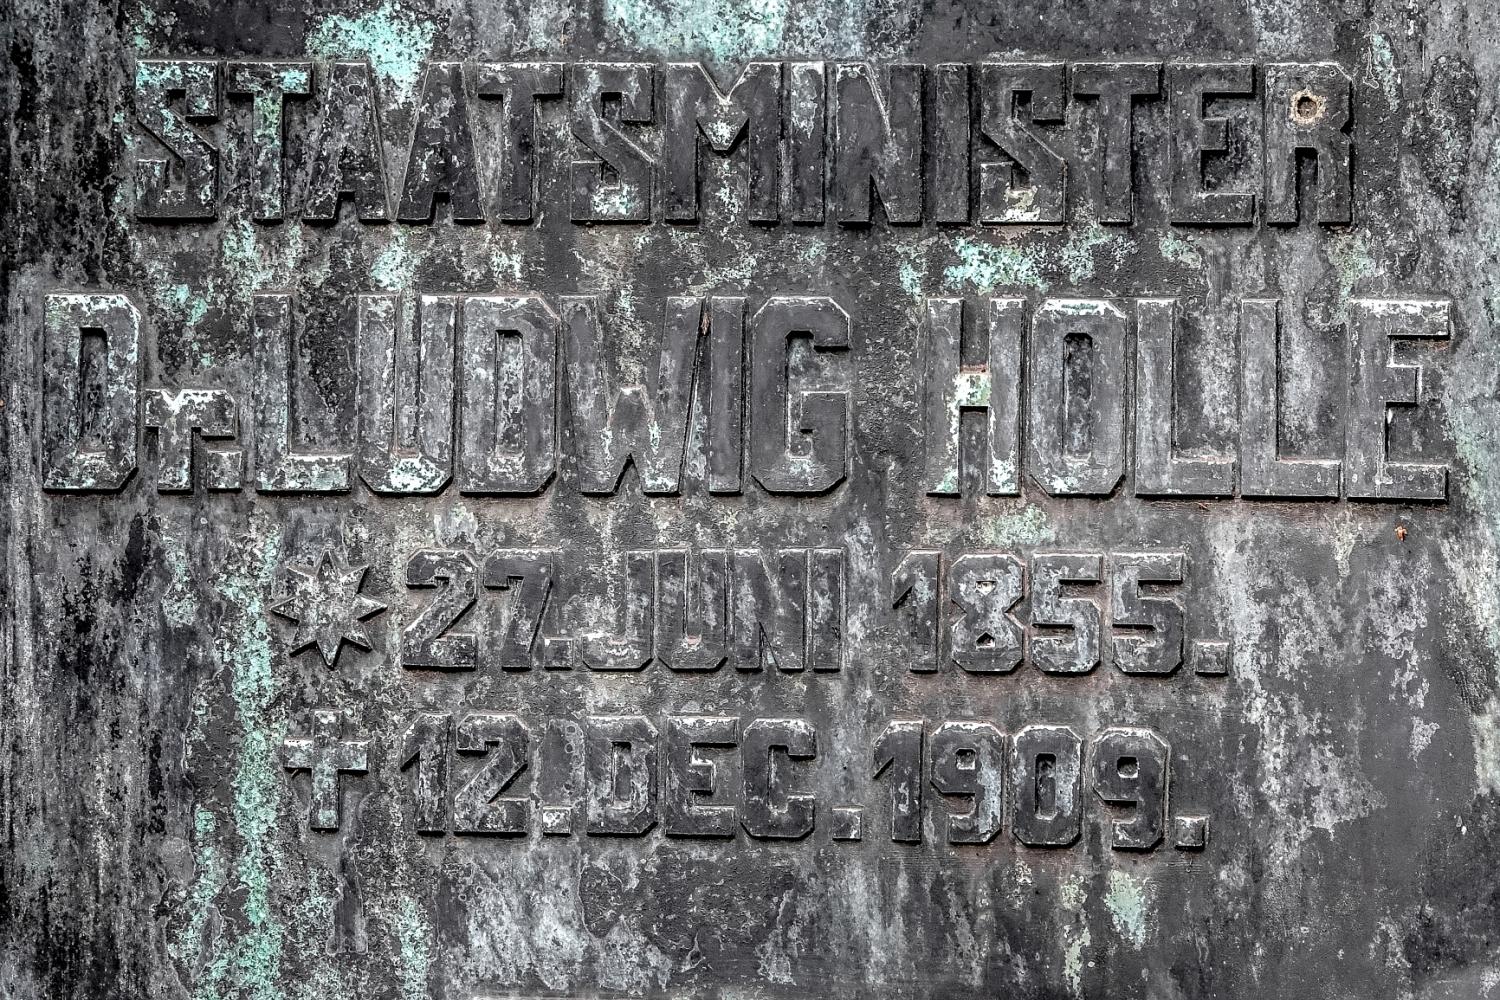 STAATSMINISTER
Dr. LUDWIG HOLLE
✴ 27. JUNI 1855.
✝ 12. DEC. 1909.